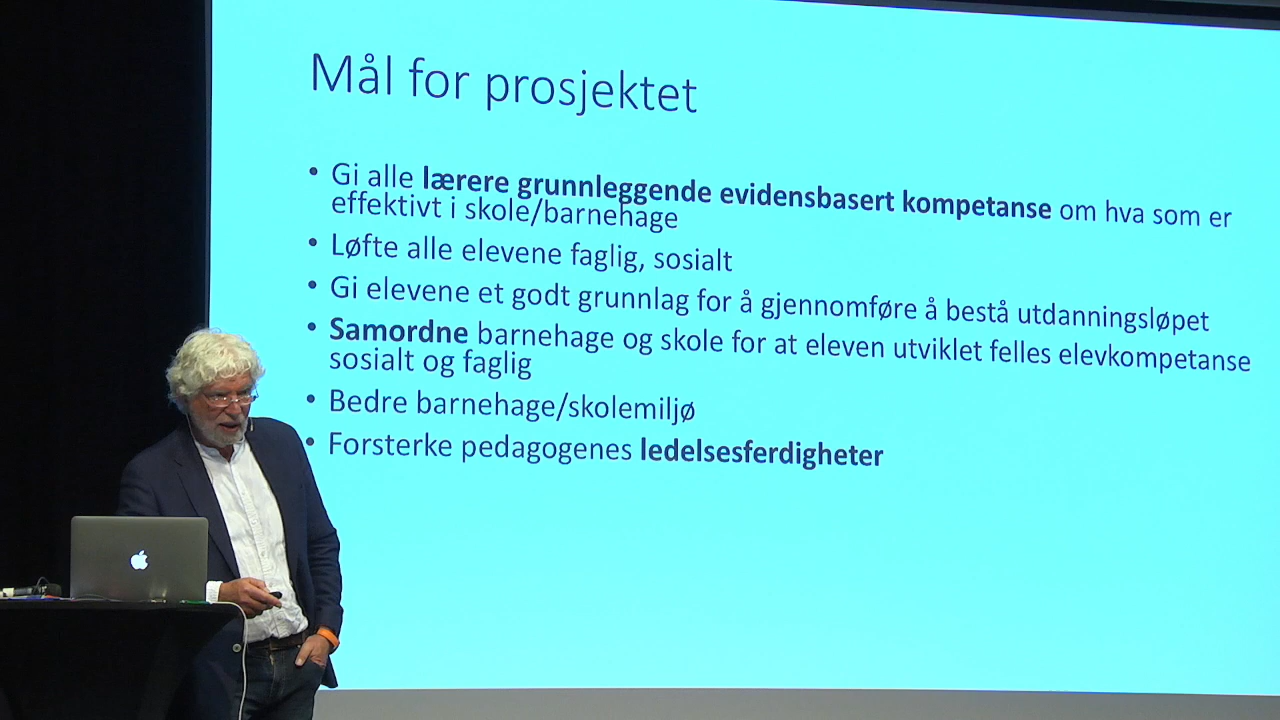 Mål for prosjektet
• Gi alle lærere grunnleggende evidensbasert kompetanse om hva som er
effektivt i skole/barnehage
• Løfte alle elevene faglig, sosialt
• Gi elevene et godt grunnlag for å gjennomføre å bestå utdanningsløpet
• Samordne barnehage og skole for at eleven utviklet felles elevkompetanse
sosialt og faglig
• Bedre barnehage/skolemiljø
• Forsterke pedagogenes ledelsesferdigheter